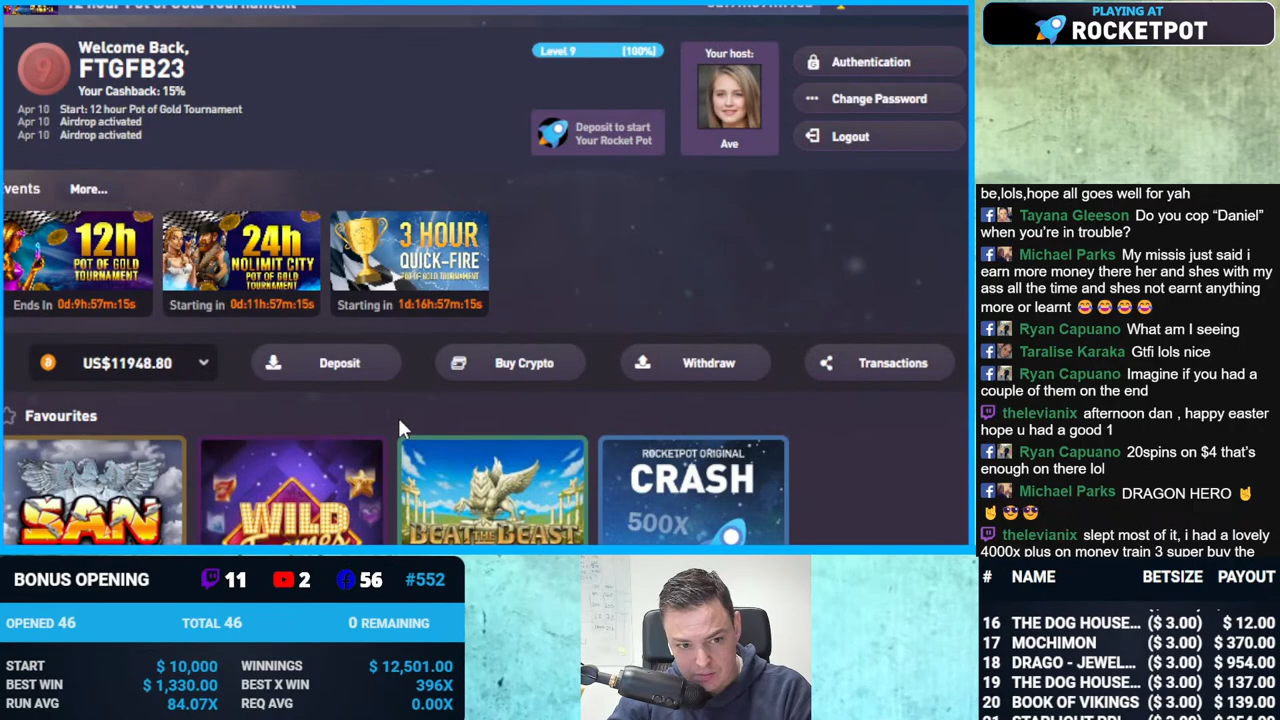 12 hour Pot of Gold Tournament
Welcome Back,
FTGFB23
Your Cashback: 15%
Apr 10 Start: 12 hour Pot of Gold Tournament
Apr 10 Airdrop activated
Apr 10 Airdrop activated
9
Level 9 [100%]
Deposit to start
Your Rocket Pot
Your host:
Ave
Authentication
Change Password
Logout
vents More...
12h
POT OF GOLD
TOURNAMENT
Ends In 0d:9h:57m:15s
24h
NOLIMIT CITY
POT OF GOLD
TOURNAMENT
Starting in 0d:11h:57m:15s
3 HOUR
QUICK-FIRE
POT OF GOLD TOURNAMENT
Starting in 1d:16h:57m:15s
US$11948.80
Deposit
Buy Crypto
Withdraw
Transactions
Favourites
SAN
WILD
BEAT THE BEAST
ROCKETPOT ORIGINAL
CRASH
500X
PLAYING AT
ROCKETPOT
be,lols,hope all goes well for yah
Tayana Gleeson Do you cop “Daniel”
when you’re in trouble?
Michael Parks My missis just said i
earn more money there her and shes with my
ass all the time and shes not earnt anything
more or learnt 😂 😂 😂 😂
Ryan Capuano What am I seeing
Taralise Karaka Gtfi lols nice
Ryan Capuano Imagine if you had a
couple of them on the end
thelevianix afternoon dan , happy easter
hope u had a good 1
Ryan Capuano 20spins on $4 that’s
enough on there lol
Michael Parks DRAGON HERO 🤘
🤘 😎 😎
thelevianix slept most of it, i had a lovely
4000x plus on money train 3 super buy the
BONUS OPENING 11 2 56 #552
OPENED 46 TOTAL 46 0 REMAINING
START $ 10,000 WINNINGS $ 12,501.00
BEST WIN $ 1,330.00 BEST X WIN 396X
RUN AVG 84.07X REQ AVG 0.00X
# NAME BETSIZE PAYOUT
16 THE DOG HOUSE... ($ 3.00) $ 12.00
17 MOCHIMON ($ 3.00) $ 370.00
18 DRAGO - JEWEL... ($ 3.00) $ 954.00
19 THE DOG HOUSE... ($ 3.00) $ 137.00
20 BOOK OF VIKINGS ($ 3.00) $ 139.00